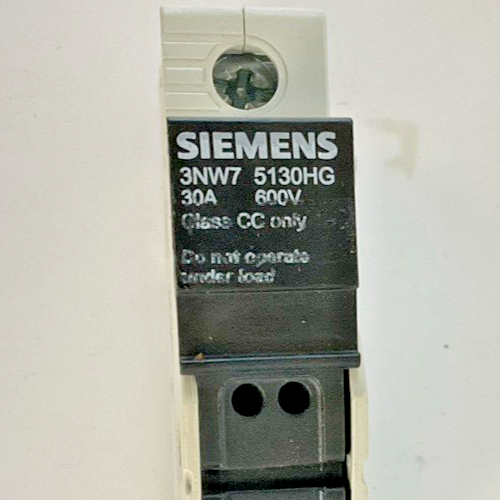 SIEMENS
3NW7 5130HG
30A 600V
Class CC only
Do not operate
under load